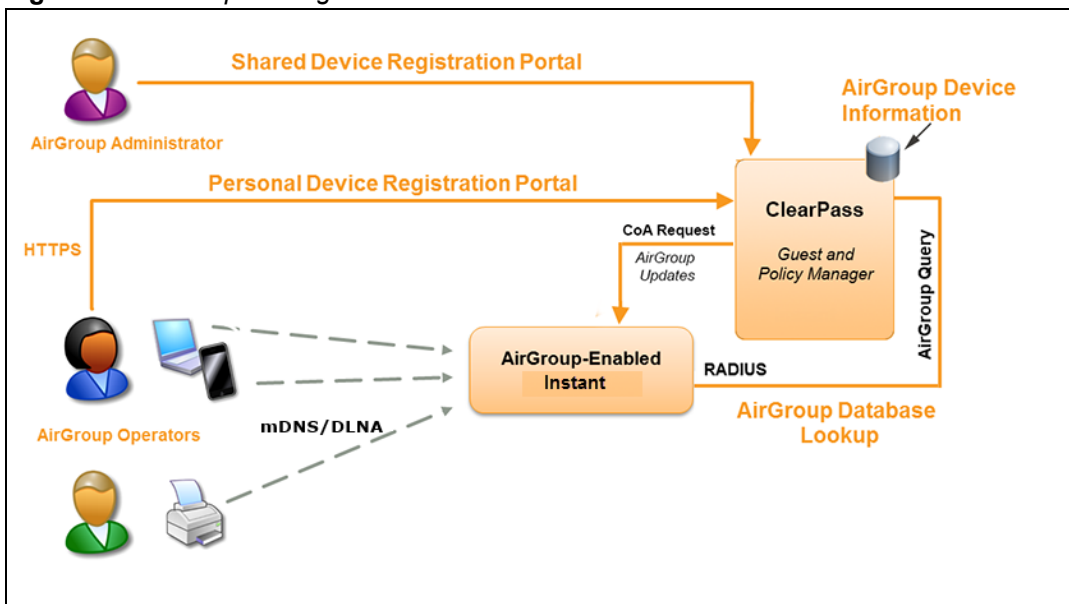 Shared Device Registration Portal
AirGroup Device
Information
AirGroup Administrator
Personal Device Registration Portal
ClearPass
Guest and
Policy Manager
CoA Request
AirGroup
Updates
HTTPS
AirGroup Query
AirGroup-Enabled
Instant
RADIUS
AirGroup Database
Lookup
mDNS/DLNA
AirGroup Operators